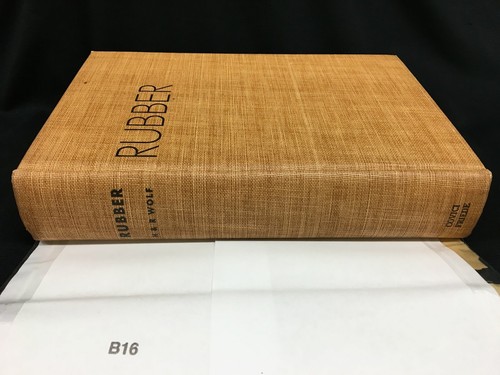 RUBBER
RUBBER
R & R WOLF
COVICI
FRIEDE
B16